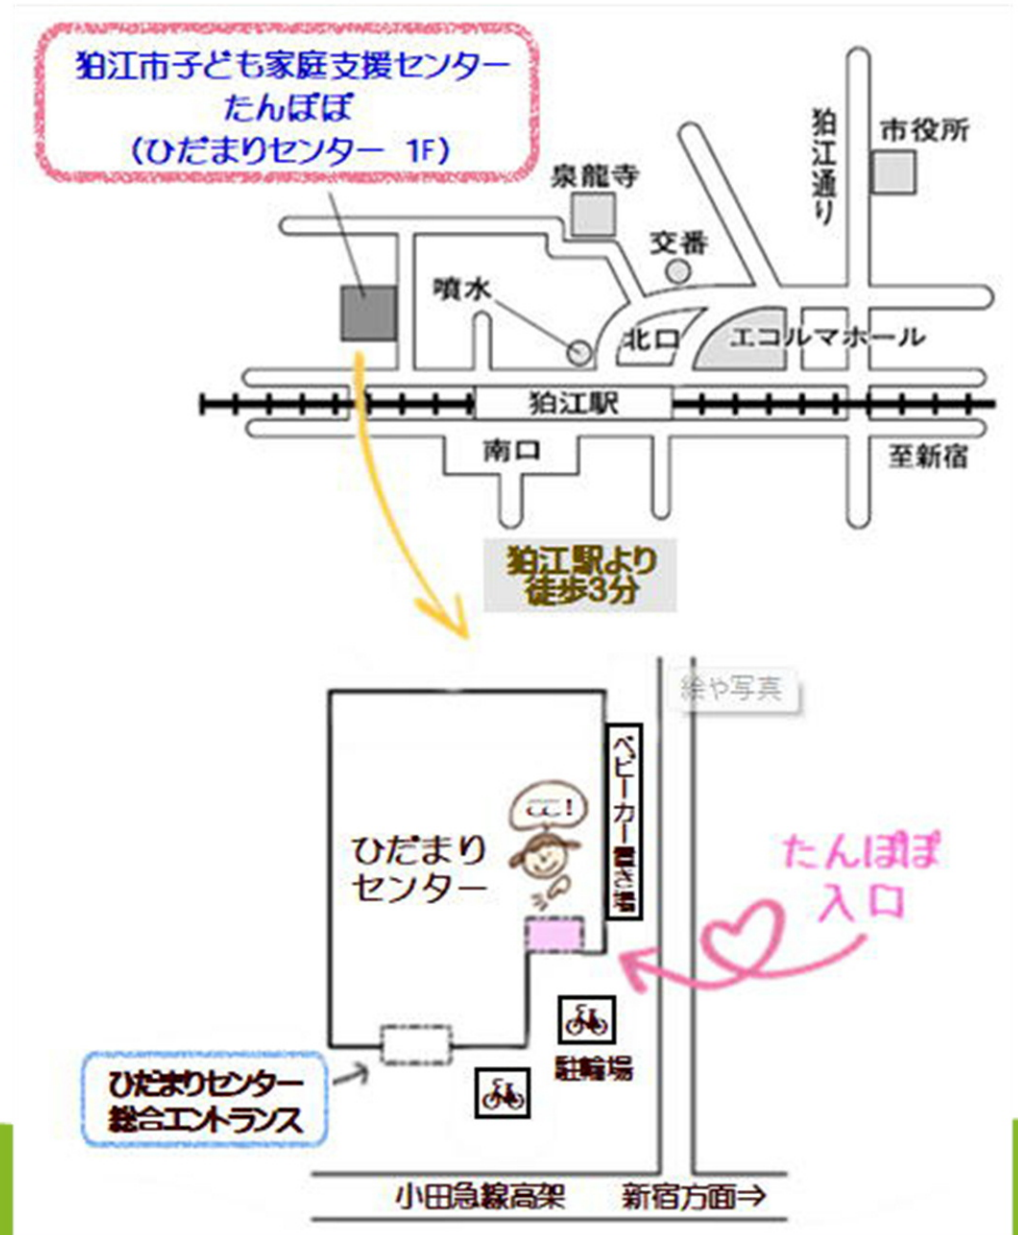 狛江市子ども家庭支援センター
たんぽぽ
（ひだまりセンター 1F）
狛江通り
市役所
泉龍寺
交番
噴水
北口
エコルマホール
狛江駅
南口
至新宿
狛江駅より
徒歩3分
絵や写真
ベビーカー置き場
ここ！
ひだまり
センター
たんぽぽ
入口
駐輪場
ひだまりセンター
総合エントランス
小田急線高架
新宿方面⇒